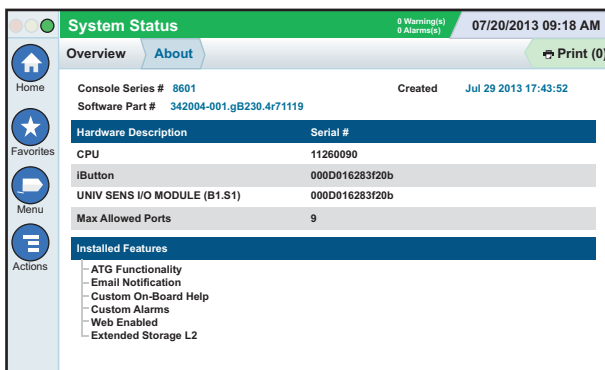 System Status
0 Warning(s)
0 Alarms(s)
07/20/2013 09:18 AM
Overview About Print (0)
Home
Favorites
Menu
Actions
Console Series # 8601 Created Jul 29 2013 17:43:52
Software Part # 342004-001.gB230.4r71119
Hardware Description Serial #
CPU 11260090
iButton 000D016283f20b
UNIV SENS I/O MODULE (B1.S1) 000D016283f20b
Max Allowed Ports 9
Installed Features
ATG Functionality
Email Notification
Custom On-Board Help
Custom Alarms
Web Enabled
Extended Storage L2